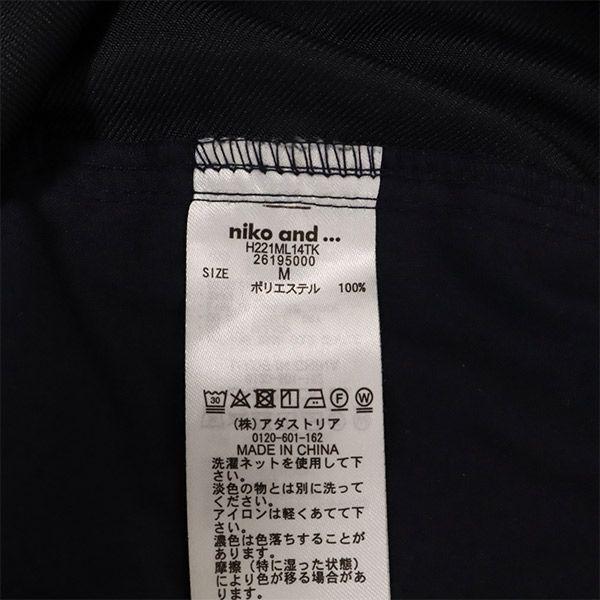 niko and ...
H221ML14TK
26195000
SIZE M
ポリエステル 100%
30
F W
(株)アダストリア
0120-601-162
MADE IN CHINA
洗濯ネットを使用して下
さい。
淡色の物とは別に洗って
ください。
アイロンは軽くあてて下
さい。
濃色は色落ちすることが
あります。
摩擦(特に湿った状態)
により色が移る場合があ
ります。